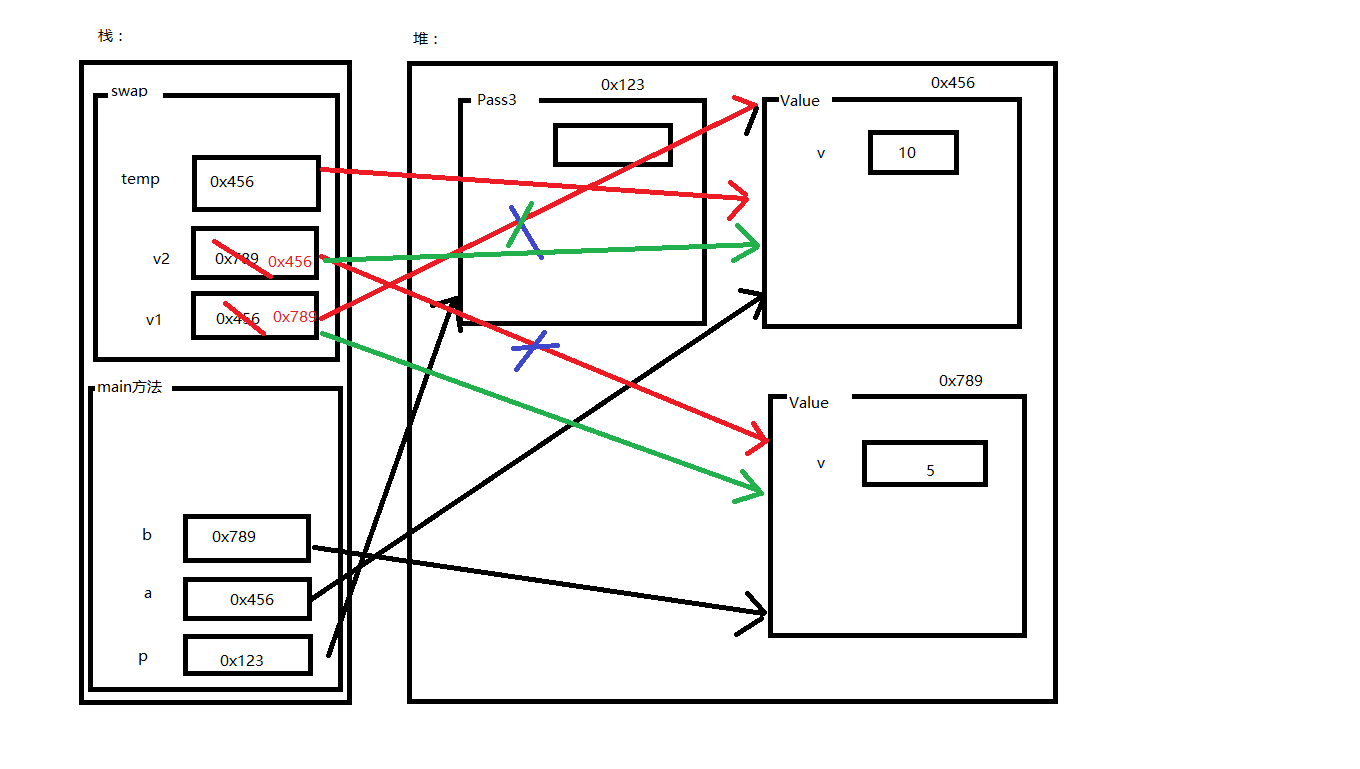 栈：
堆：
swap
temp
0x456
v2
0x789 0x456
v1
0x456 0x789
main方法
b
0x789
a
0x456
p
0x123
0x123
Pass3
0x456
Value
v
10
0x789
Value
v
5